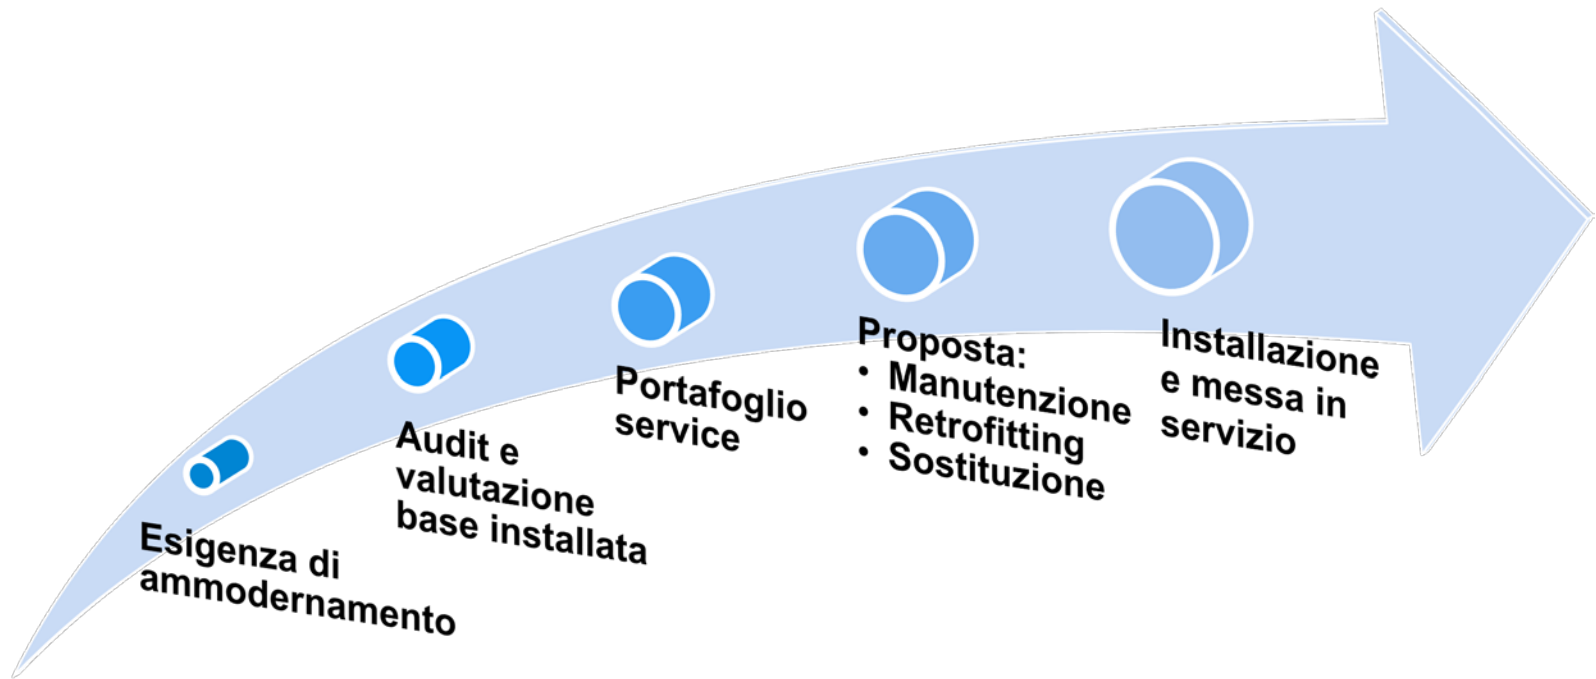 Esigenza di
ammodernamento
Audit e
valutazione
base installata
Portafoglio
service
Proposta:
• Manutenzione
• Retrofitting
• Sostituzione
Installazione
e messa in
servizio